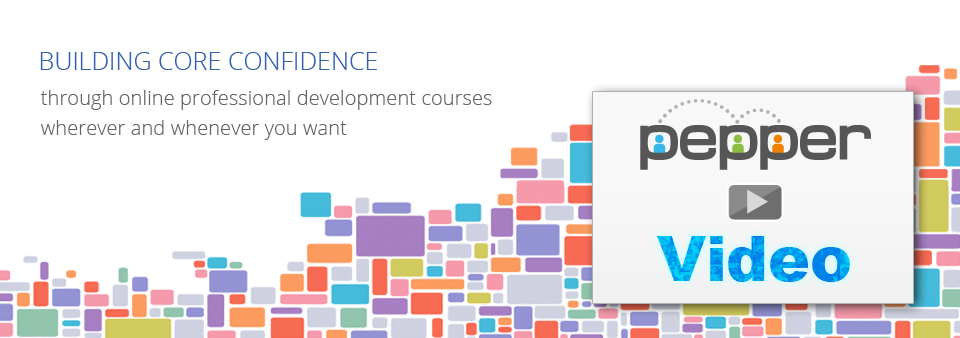 BUILDING CORE CONFIDENCE
through online professional development courses
wherever and whenever you want
pepper
Video